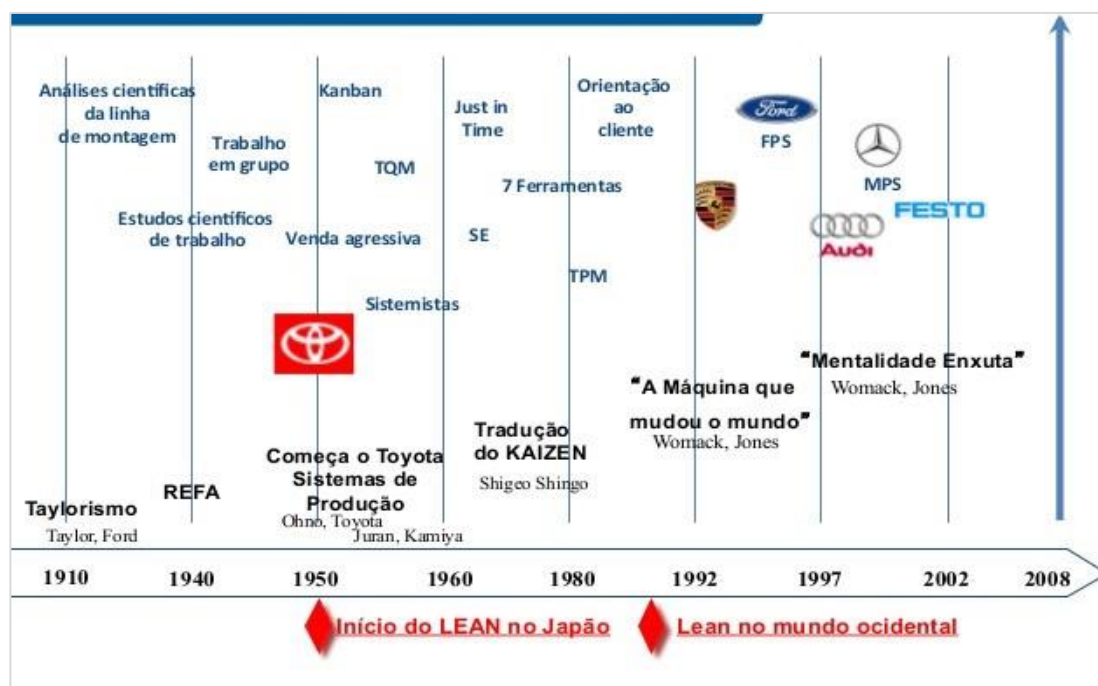 Análises científicas
da linha
de montagem
Trabalho
em grupo
Estudos científicos
de trabalho
Kanban
TQM
Venda agressiva
Sistemistas
Just in
Time
7 Ferramentas
SE
TPM
Orientação
ao
cliente
Ford
FPS
MPS
FESTO
Audi
"Mentalidade Enxuta"
Womack, Jones
"A Máquina que
mudou o mundo"
Womack, Jones
Tradução
do KAIZEN
Shigeo Shingo
Começa o Toyota
Sistemas de
Produção
Ohno, Toyota
Juran, Kamiya
REFA
Taylorismo
Taylor, Ford
1910 1940 1950 1960 1980 1992 1997 2002 2008
Início do LEAN no Japão
Lean no mundo ocidental